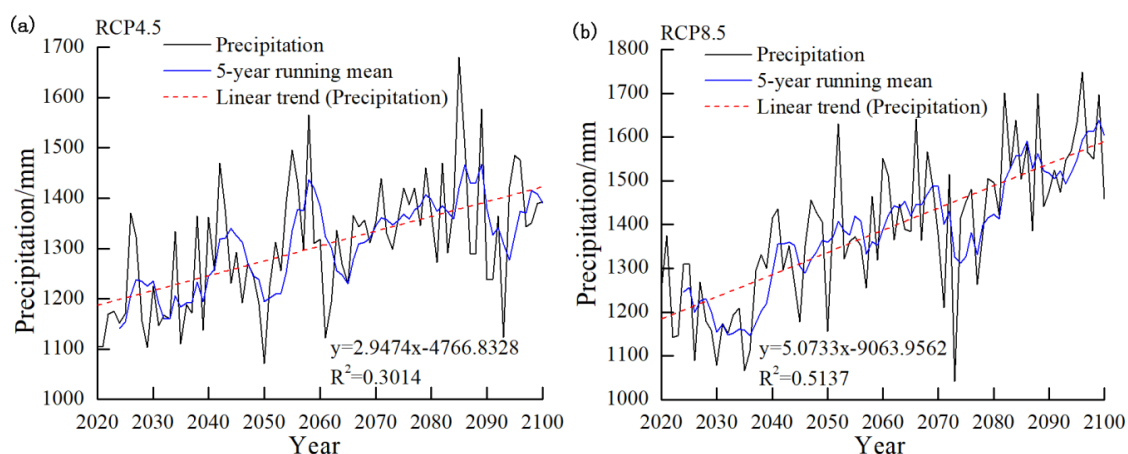 (a) RCP4.5
Precipitation
5-year running mean
Linear trend (Precipitation)
1700
1600
1500
1400
1300
1200
1100
1000
Precipitation/mm
y=2.9474x-4766.8328
R²=0.3014
2020 2030 2040 2050 2060 2070 2080 2090 2100
Year
(b) RCP8.5
Precipitation
5-year running mean
Linear trend (Precipitation)
1800
1700
1600
1500
1400
1300
1200
1100
1000
Precipitation/mm
y=5.0733x-9063.9562
R²=0.5137
2020 2030 2040 2050 2060 2070 2080 2090 2100
Year